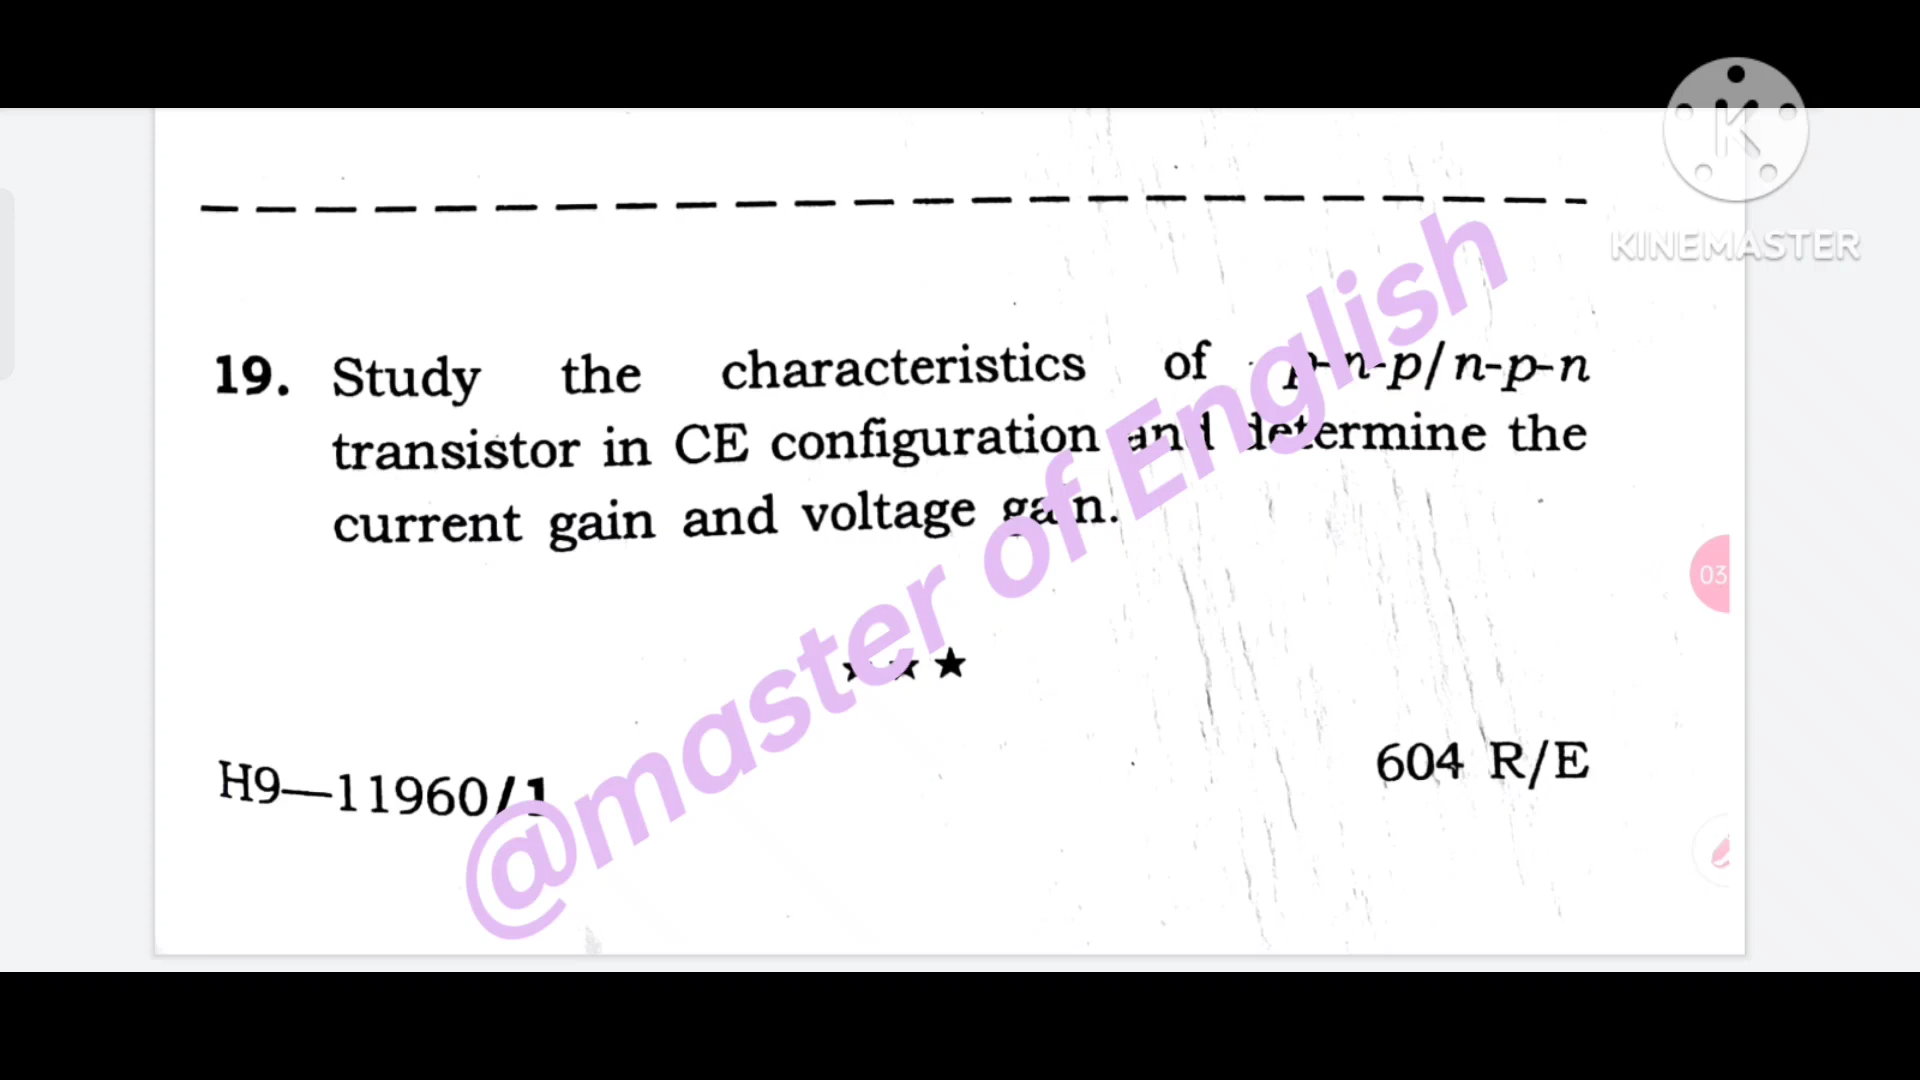 KINEMASTER
19. Study the characteristics of p-n-p/n-p-n
transistor in CE configuration and determine the
current gain and voltage gain.
★ ★ ★
H9—11960/1
604 R/E
@master of English
03